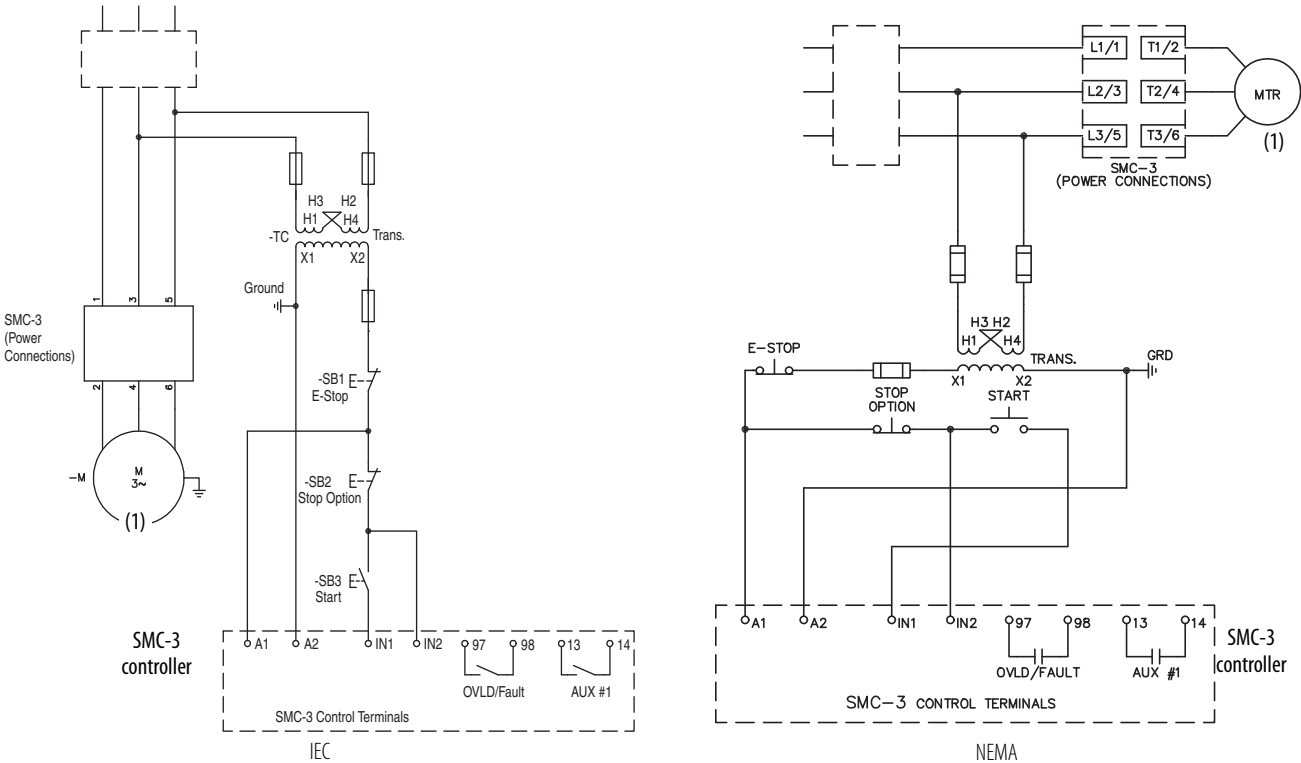 H3 H2
H1 H4
-TC Trans.
X1 X2
Ground
1 3 5
SMC-3
(Power
Connections)
2 4 6
-SB1
E-Stop
-M
M
3~
(1)
-SB2
Stop Option
-SB3
Start
SMC-3
controller
A1 A2 IN1 IN2 97 98 13 14
OVLD/Fault AUX #1
SMC-3 Control Terminals
IEC
L1/1 T1/2
L2/3 T2/4
L3/5 T3/6
MTR
(1)
SMC-3
(POWER CONNECTIONS)
H3 H2
H1 H4
E-STOP
TRANS.
GRD
X1 X2
STOP
OPTION
START
A1 A2 IN1 IN2 97 98 13 14
OVLD/FAULT AUX #1
SMC-3
controller
SMC-3 CONTROL TERMINALS
NEMA